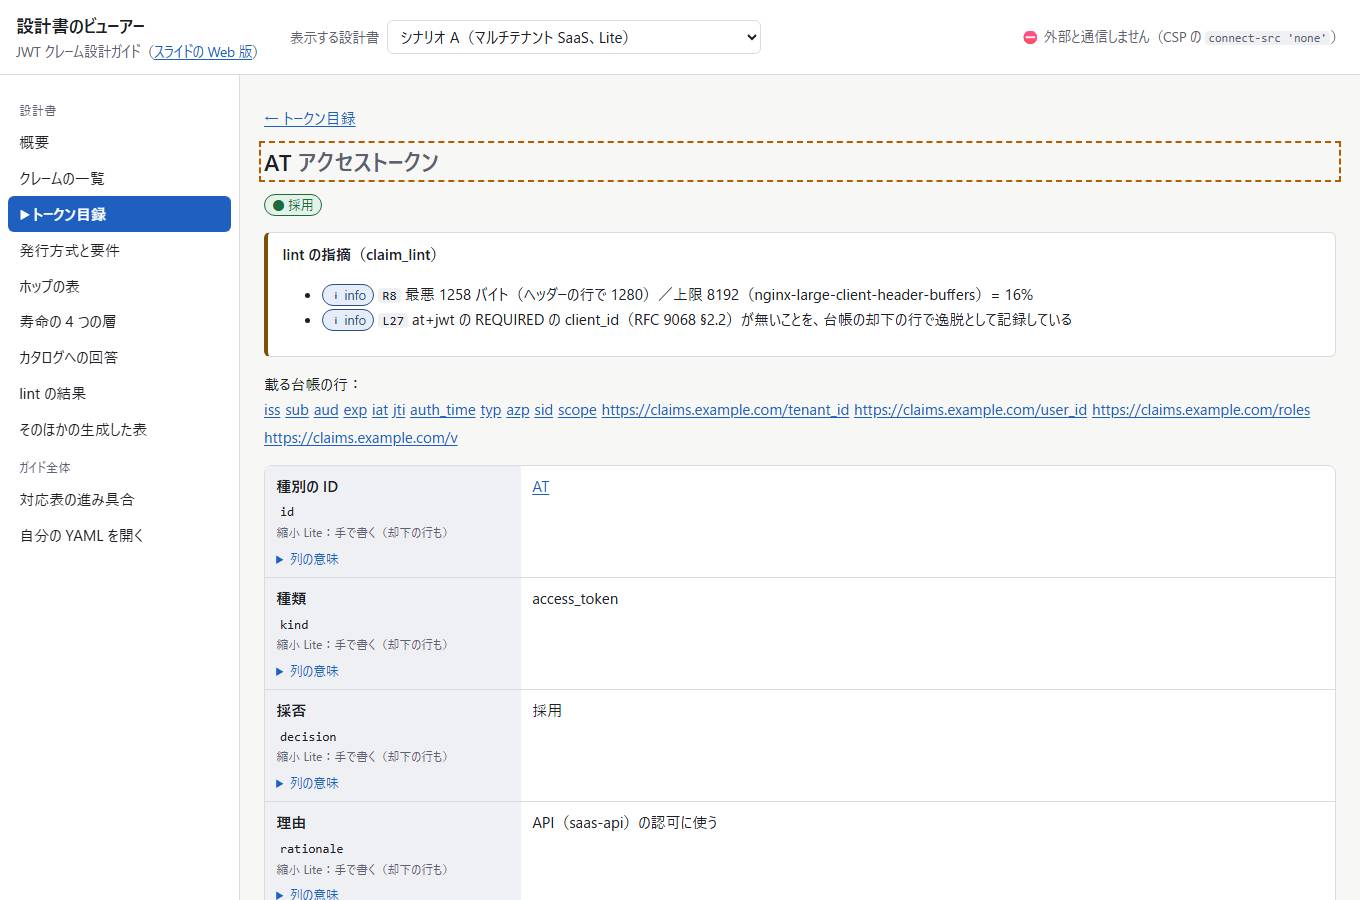 設計書のビューアー
JWT クレーム設計ガイド（スライドの Web 版）
表示する設計書
シナリオ A（マルチテナント SaaS、Lite）
外部と通信しません（CSP の connect-src 'none'）
設計書
概要
クレームの一覧
▶トークン目録
発行方式と要件
ホップの表
寿命の 4 つの層
カタログへの回答
lint の結果
そのほかの生成した表
ガイド全体
対応表の進み具合
自分の YAML を開く
← トークン目録
AT アクセストークン
採用
lint の指摘（claim_lint）
i info R8 最悪 1258 バイト（ヘッダーの行で 1280）／上限 8192（nginx-large-client-header-buffers）= 16%
i info L27 at+jwt の REQUIRED の client_id（RFC 9068 §2.2）が無いことを、台帳の却下の行で逸脱として記録している
載る台帳の行：
iss sub aud exp iat jti auth_time typ azp sid scope https://claims.example.com/tenant_id https://claims.example.com/user_id https://claims.example.com/roles
https://claims.example.com/v
種別の ID
AT
id
縮小 Lite：手で書く（却下の行も）
▶ 列の意味
種類
access_token
kind
縮小 Lite：手で書く（却下の行も）
▶ 列の意味
採否
採用
decision
縮小 Lite：手で書く（却下の行も）
▶ 列の意味
理由
API（saas-api）の認可に使う
rationale
縮小 Lite：手で書く（却下の行も）
▶ 列の意味